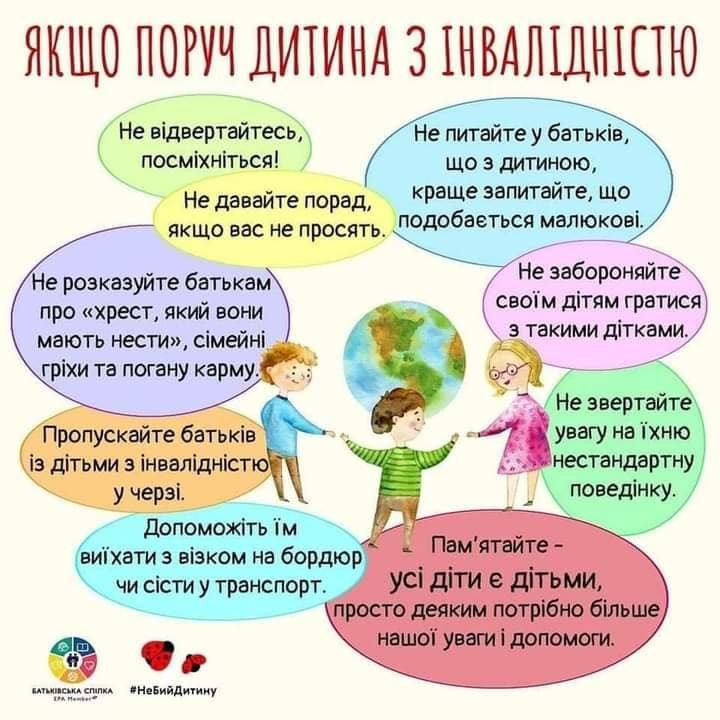 ЯКЩО ПОРУЧ ДИТИНА З ІНВАЛІДНІСТЮ
Не відвертайтесь,
посміхніться!
Не питайте у батьків,
що з дитиною,
краще запитайте, що
подобається малюкові.
Не давайте порад,
якщо вас не просять.
Не розказуйте батькам
про «хрест, який вони
мають нести», сімейні
гріхи та погану карму.
Не забороняйте
своїм дітям гратися
з такими дітками.
Пропускайте батьків
із дітьми з інвалідністю
у черзі.
Не звертайте
увагу на їхню
нестандартну
поведінку.
Допоможіть їм
виїхати з візком на бордюр
чи сісти у транспорт.
Пам'ятайте –
усі діти є дітьми,
просто деяким потрібно більше
нашої уваги і допомоги.
БАТЬКІВСЬКА СПІЛКА
EPA Member
#НеБийДитину